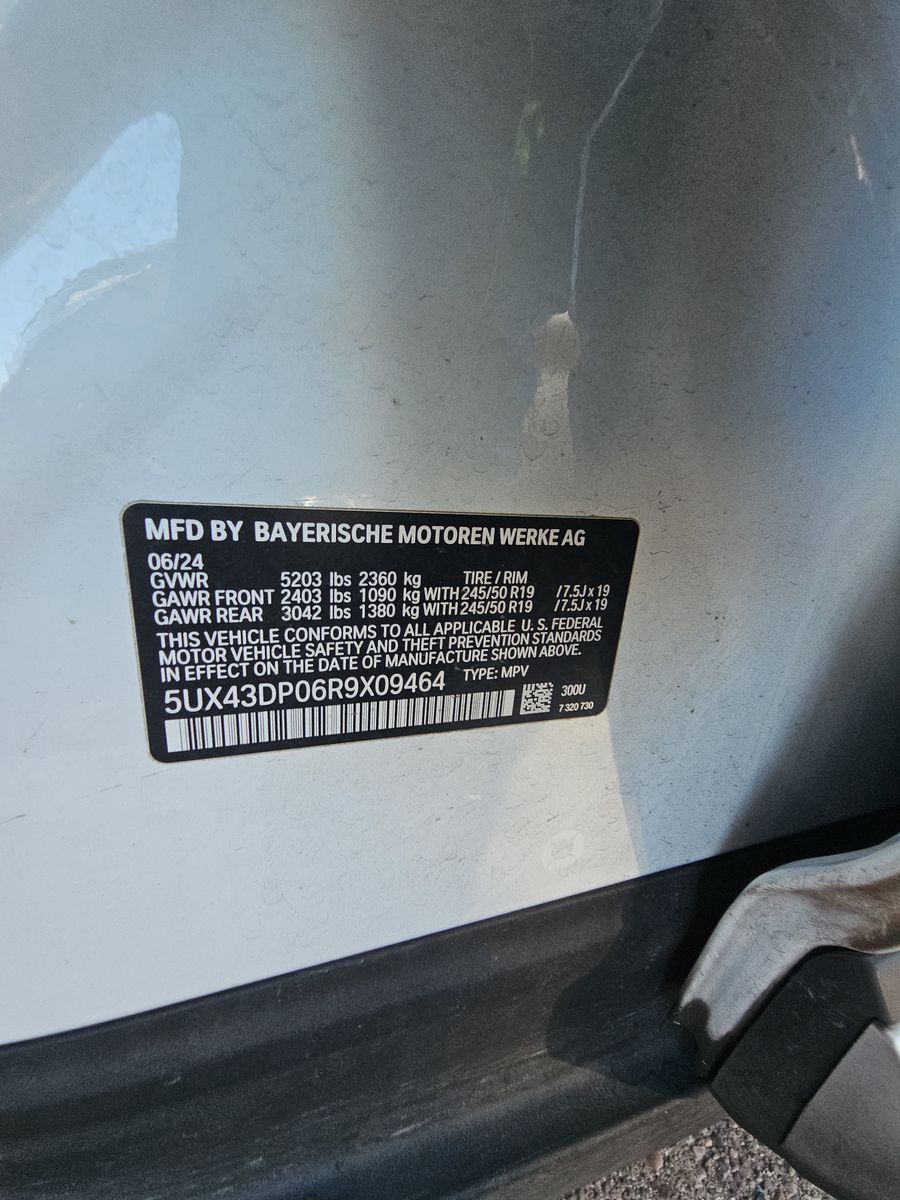 MFD BY BAYERISCHE MOTOREN WERKE AG
06/24
GVWR 5203 lbs 2360 kg TIRE / RIM
GAWR FRONT 2403 lbs 1090 kg WITH 245/50 R19 /7.5J x 19
GAWR REAR 3042 lbs 1380 kg WITH 245/50 R19 /7.5J x 19
THIS VEHICLE CONFORMS TO ALL APPLICABLE U. S. FEDERAL
MOTOR VEHICLE SAFETY AND THEFT PREVENTION STANDARDS
IN EFFECT ON THE DATE OF MANUFACTURE SHOWN ABOVE.
5UX43DP06R9X09464 TYPE: MPV
300U
7 320 730